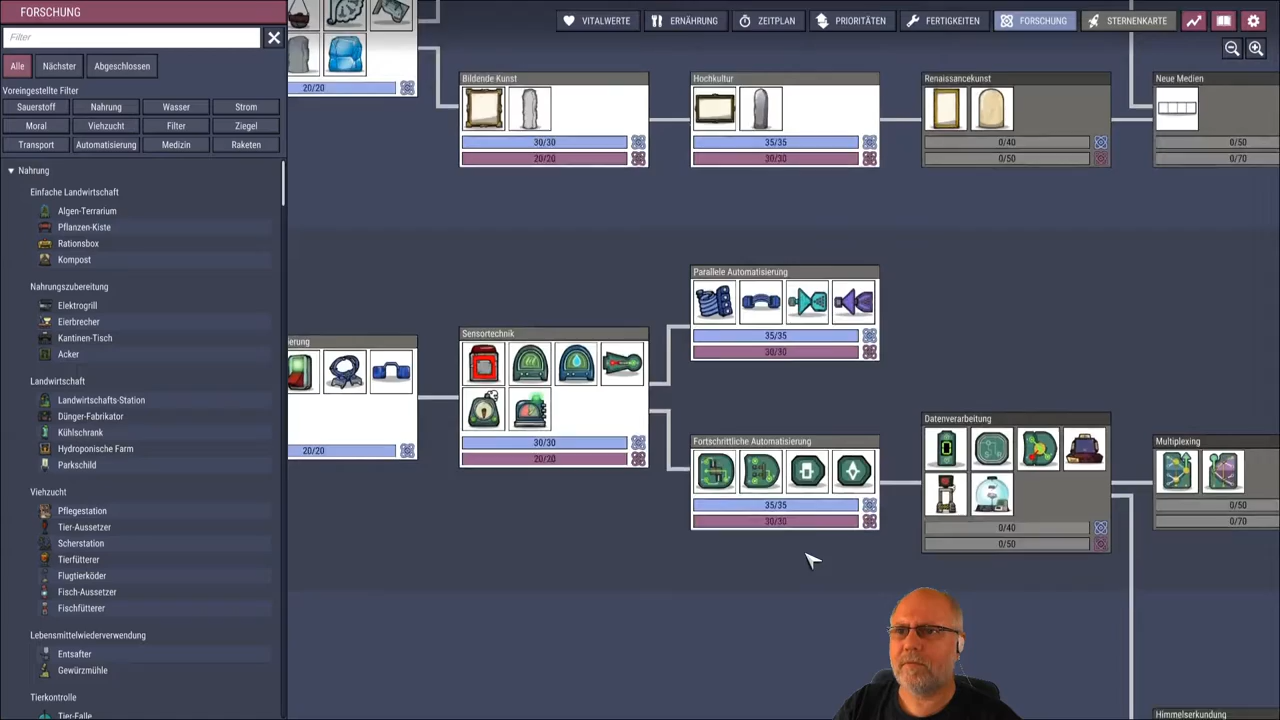 FORSCHUNG
VITALWERTE
ERNÄHRUNG
ZEITPLAN
PRIORITÄTEN
FERTIGKEITEN
FORSCHUNG
STERNENKARTE
Filter
Alle
Nächster
Abgeschlossen
Voreingestellte Filter
Sauerstoff
Nahrung
Wasser
Strom
Moral
Viehzucht
Filter
Ziegel
Transport
Automatisierung
Medizin
Raketen
Nahrung
Einfache Landwirtschaft
Algen-Terrarium
Pflanzen-Kiste
Rationsbox
Kompost
Nahrungszubereitung
Elektrogrill
Eierbrecher
Kantinen-Tisch
Acker
Landwirtschaft
Landwirtschafts-Station
Dünger-Fabrikator
Kühlschrank
Hydroponische Farm
Parkschild
Viehzucht
Pflegestation
Tier-Aussetzer
Scherstation
Tierfütterer
Flugtierköder
Fisch-Aussetzer
Fischfütterer
Lebensmittelwiederverwendung
Entsafter
Gewürzmühle
Tierkontrolle
Tier-Falle
20/20
Bildende Kunst
30/30
20/20
Hochkultur
35/35
30/30
Renaissancekunst
0/40
0/50
Neue Medien
0/50
0/70
Parallele Automatisierung
35/35
30/30
ierung
20/20
Sensortechnik
30/30
20/20
Fortschrittliche Automatisierung
35/35
30/30
Datenverarbeitung
0/40
0/50
Multiplexing
0/50
0/70
Himmelserkundung